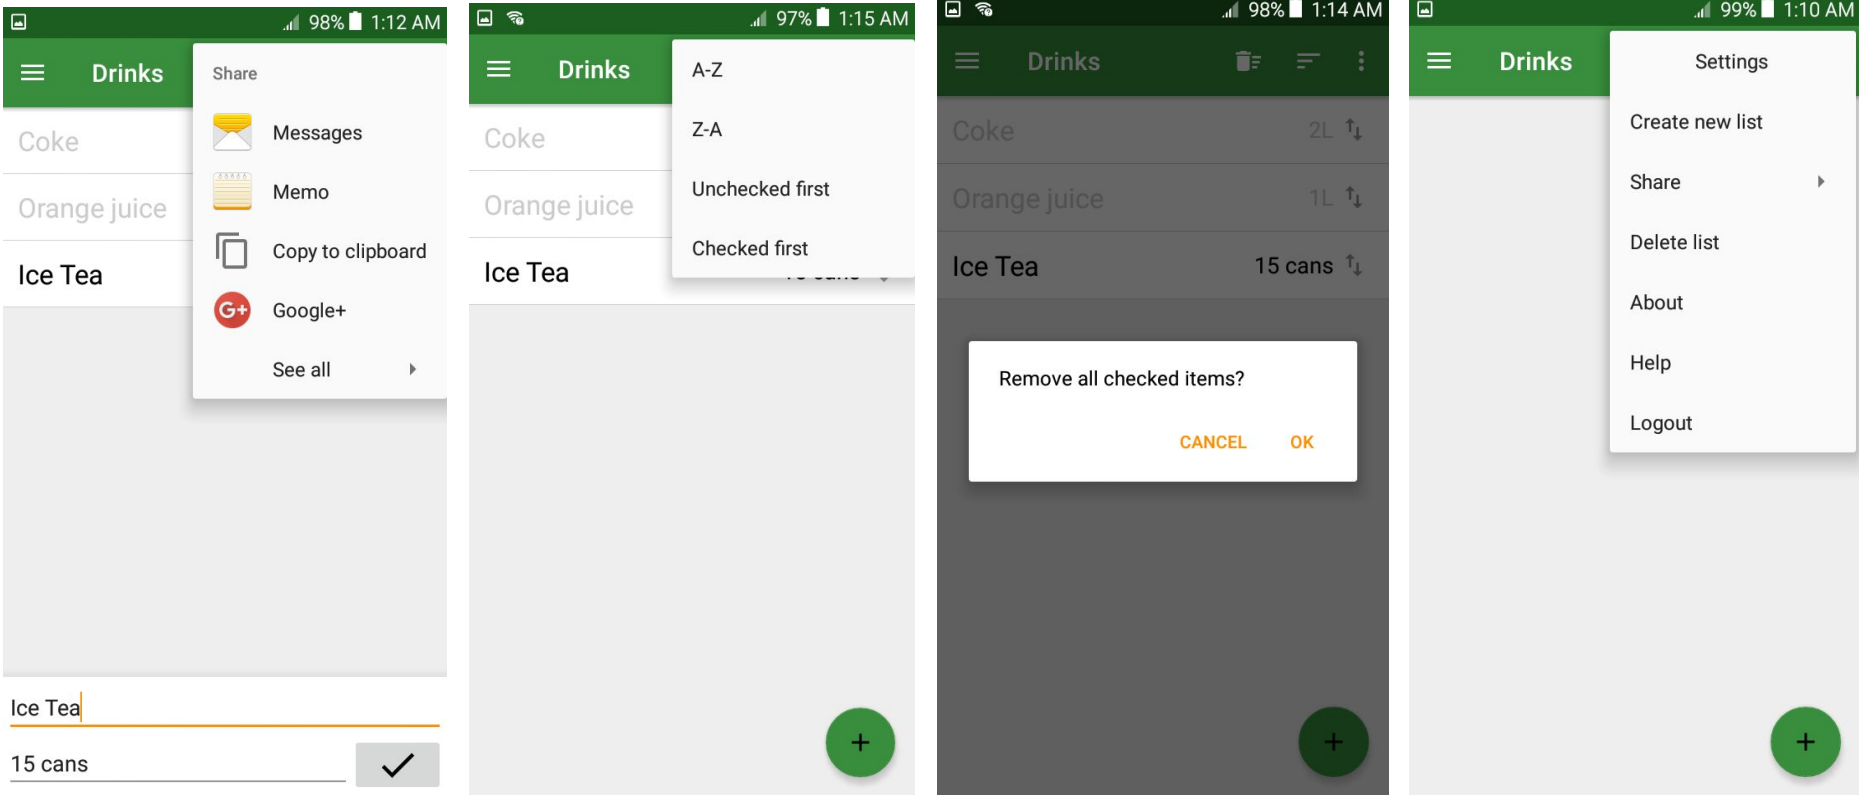 98% 1:12 AM
Drinks
Share
Coke
Messages
Memo
Orange juice
Copy to clipboard
Ice Tea
G+ Google+
See all
Ice Tea
15 cans
97% 1:15 AM
Drinks
A-Z
Coke
Z-A
Unchecked first
Orange juice
Checked first
Ice Tea
+
98% 1:14 AM
Drinks
Coke 2L
Orange juice 1L
Ice Tea 15 cans
Remove all checked items?
CANCEL OK
+
99% 1:10 AM
Drinks
Settings
Create new list
Share
Delete list
About
Help
Logout
+